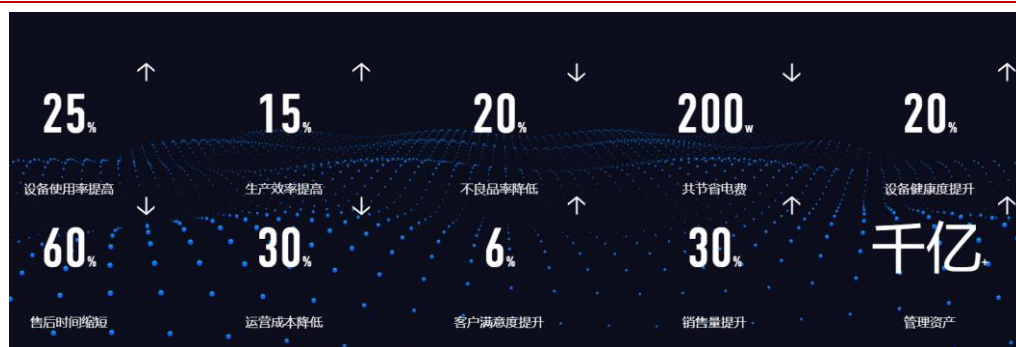 ↑ ↑ ↓ ↓ ↑
25% 15% 20% 200w 20%
设备使用率提高 生产效率提高 不良品率降低 共节省电费 设备健康度提升
↓ ↓ ↑ ↑ ↑
60% 30% 6% 30% 千亿+
售后时间缩短 运营成本降低 客户满意度提升 销售量提升 管理资产